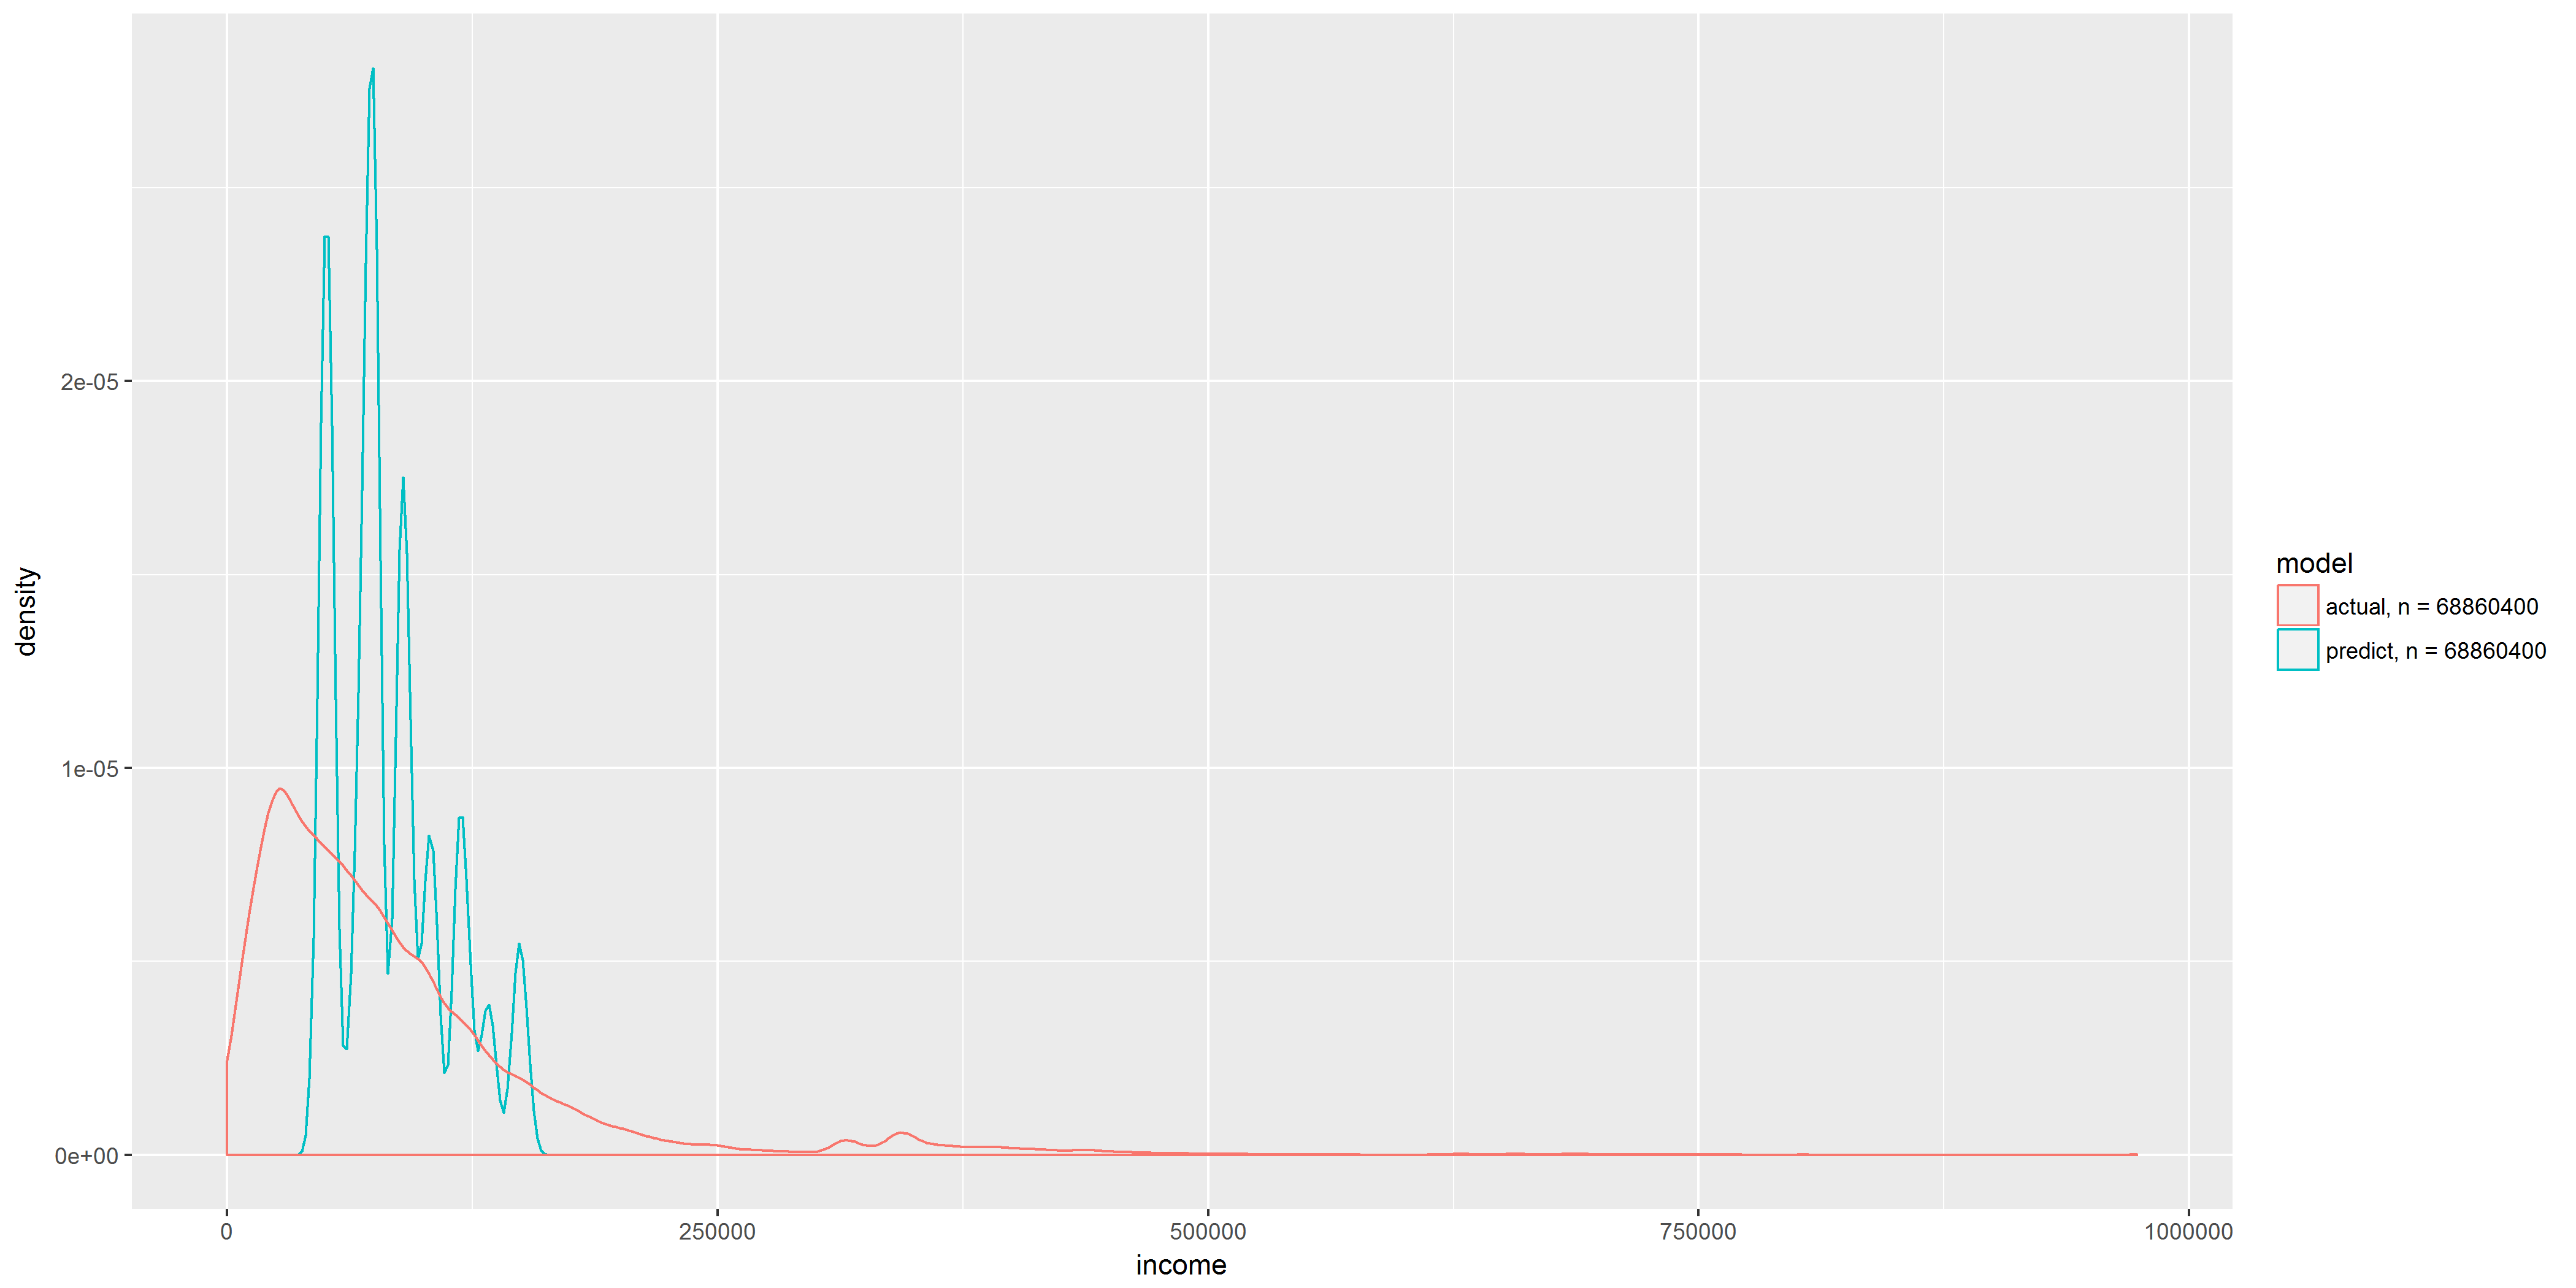 density
2e-05
1e-05
0e+00
0
250000
500000
750000
1000000
income
model
actual, n = 68860400
predict, n = 68860400